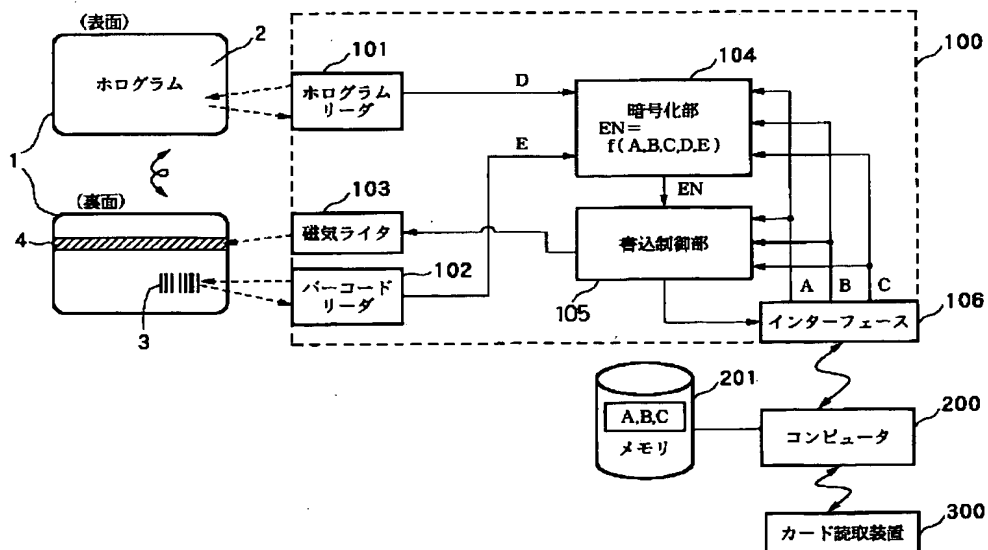 (表面)
2
ホログラム
1
(裏面)
4
3
101
ホログラム
リーダ
D
104
暗号化部
EN=
f(A,B,C,D,E)
100
E
EN
103
磁気ライタ
102
バーコード
リーダ
書込制御部
105
A
B
C
106
インターフェース
201
A,B,C
メモリ
200
コンピュータ
300
カード読取装置